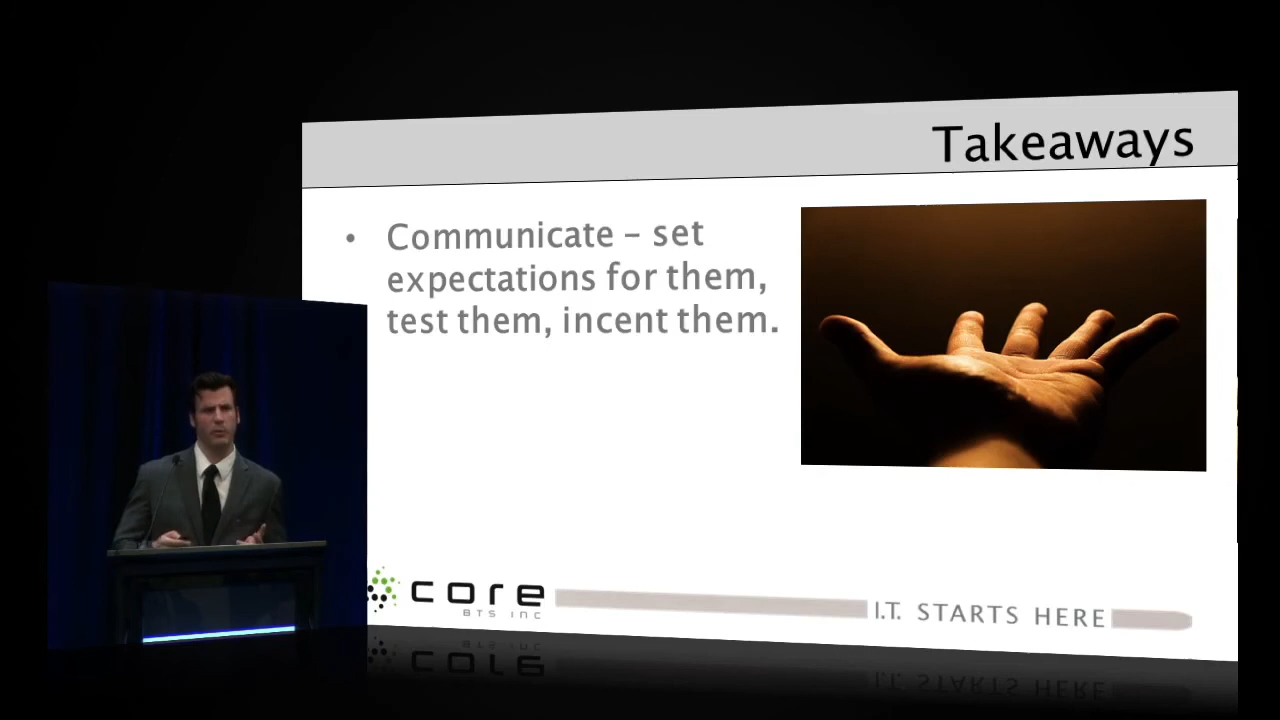 Takeaways
• Communicate – set
expectations for them,
test them, incent them.
core
BTS INC
I.T. STARTS HERE